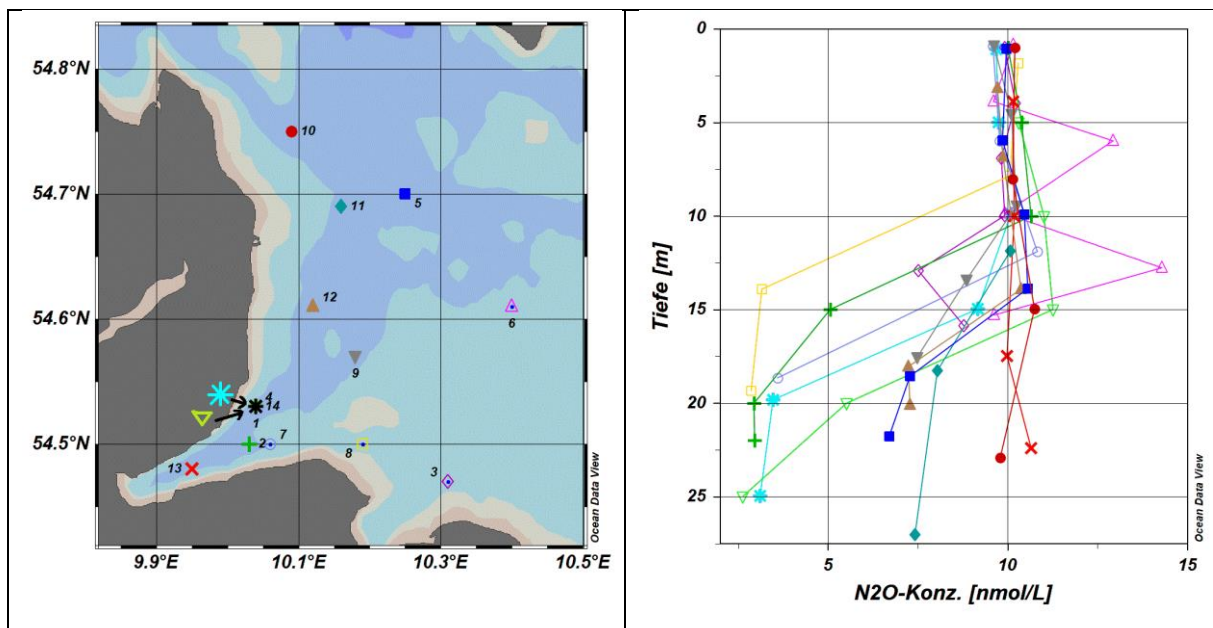 54.8°N
54.7°N
54.6°N
54.5°N
10
11
5
12
6
9
4
14
1
7
2
8
13
3
9.9°E
10.1°E
10.3°E
10.5°E
Ocean Data View
0
5
10
15
20
25
Tiefe [m]
5
10
15
N2O-Konz. [nmol/L]
Ocean Data View